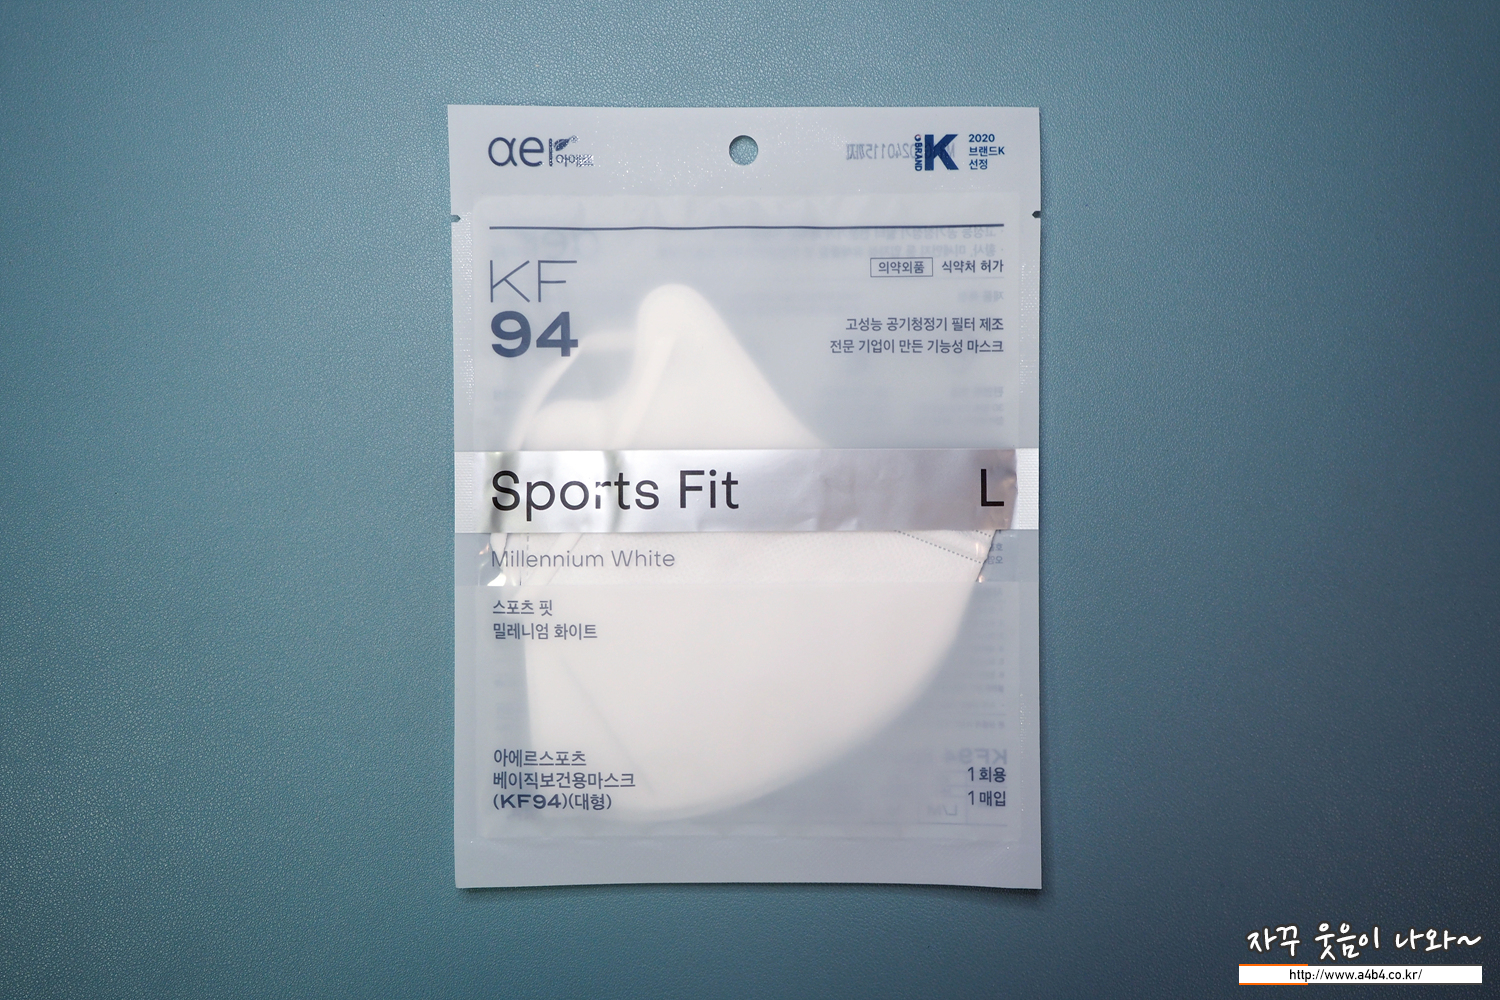 aer
아에르
K
BRAND
2020
브랜드K
선정
KF
94
의약외품 식약처 허가
고성능 공기청정기 필터 제조
전문 기업이 만든 기능성 마스크
Sports Fit L
Millennium White
스포츠 핏
밀레니엄 화이트
아에르스포츠
베이직보건용마스크
(KF94)(대형)
1회용
1매입
자꾸 웃음이 나와~
http://www.a4b4.co.kr/